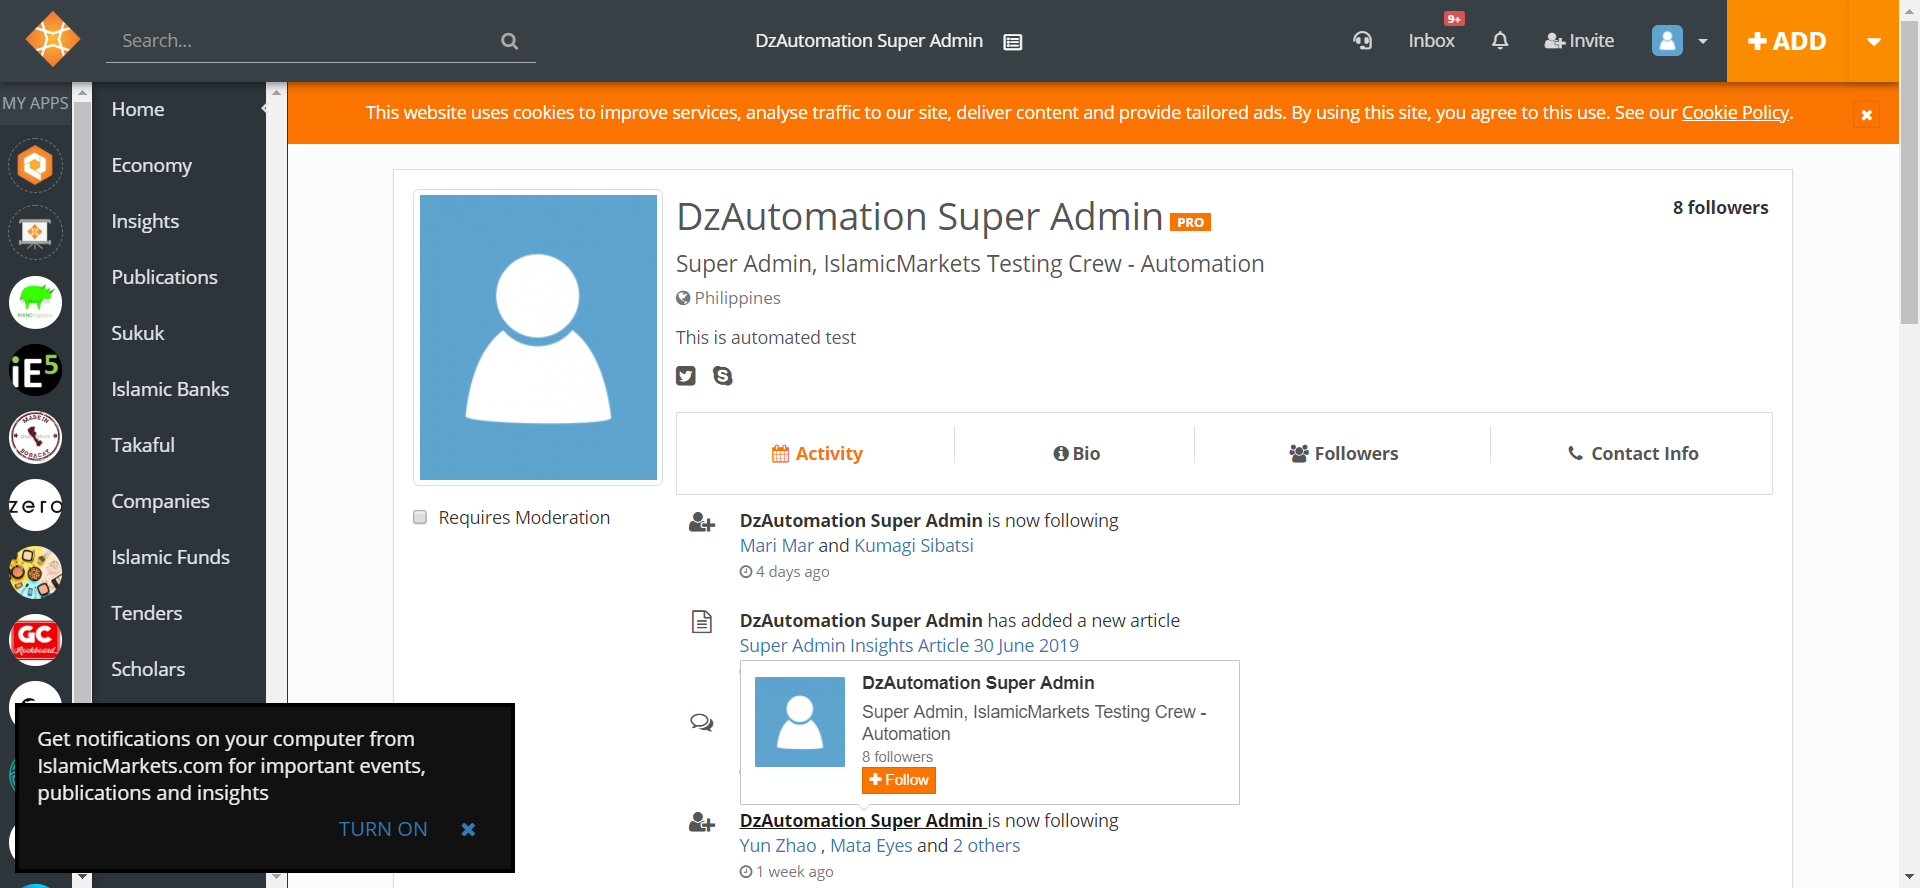 Search...
DzAutomation Super Admin
Inbox
9+
Invite
ADD
MY APPS
Home
Economy
Insights
Publications
Sukuk
Islamic Banks
Takaful
Companies
Islamic Funds
Tenders
Scholars
iE5
MADE IN
BORACAY
zero
GC
Rockboard
This website uses cookies to improve services, analyse traffic to our site, deliver content and provide tailored ads. By using this site, you agree to this use. See our Cookie Policy.
DzAutomation Super Admin PRO
8 followers
Super Admin, IslamicMarkets Testing Crew - Automation
Philippines
This is automated test
Activity
Bio
Followers
Contact Info
Requires Moderation
DzAutomation Super Admin is now following
Mari Mar and Kumagi Sibatsi
4 days ago
DzAutomation Super Admin has added a new article
Super Admin Insights Article 30 June 2019
DzAutomation Super Admin
Super Admin, IslamicMarkets Testing Crew -
Automation
8 followers
Follow
DzAutomation Super Admin is now following
Yun Zhao , Mata Eyes and 2 others
1 week ago
Get notifications on your computer from
IslamicMarkets.com for important events,
publications and insights
TURN ON